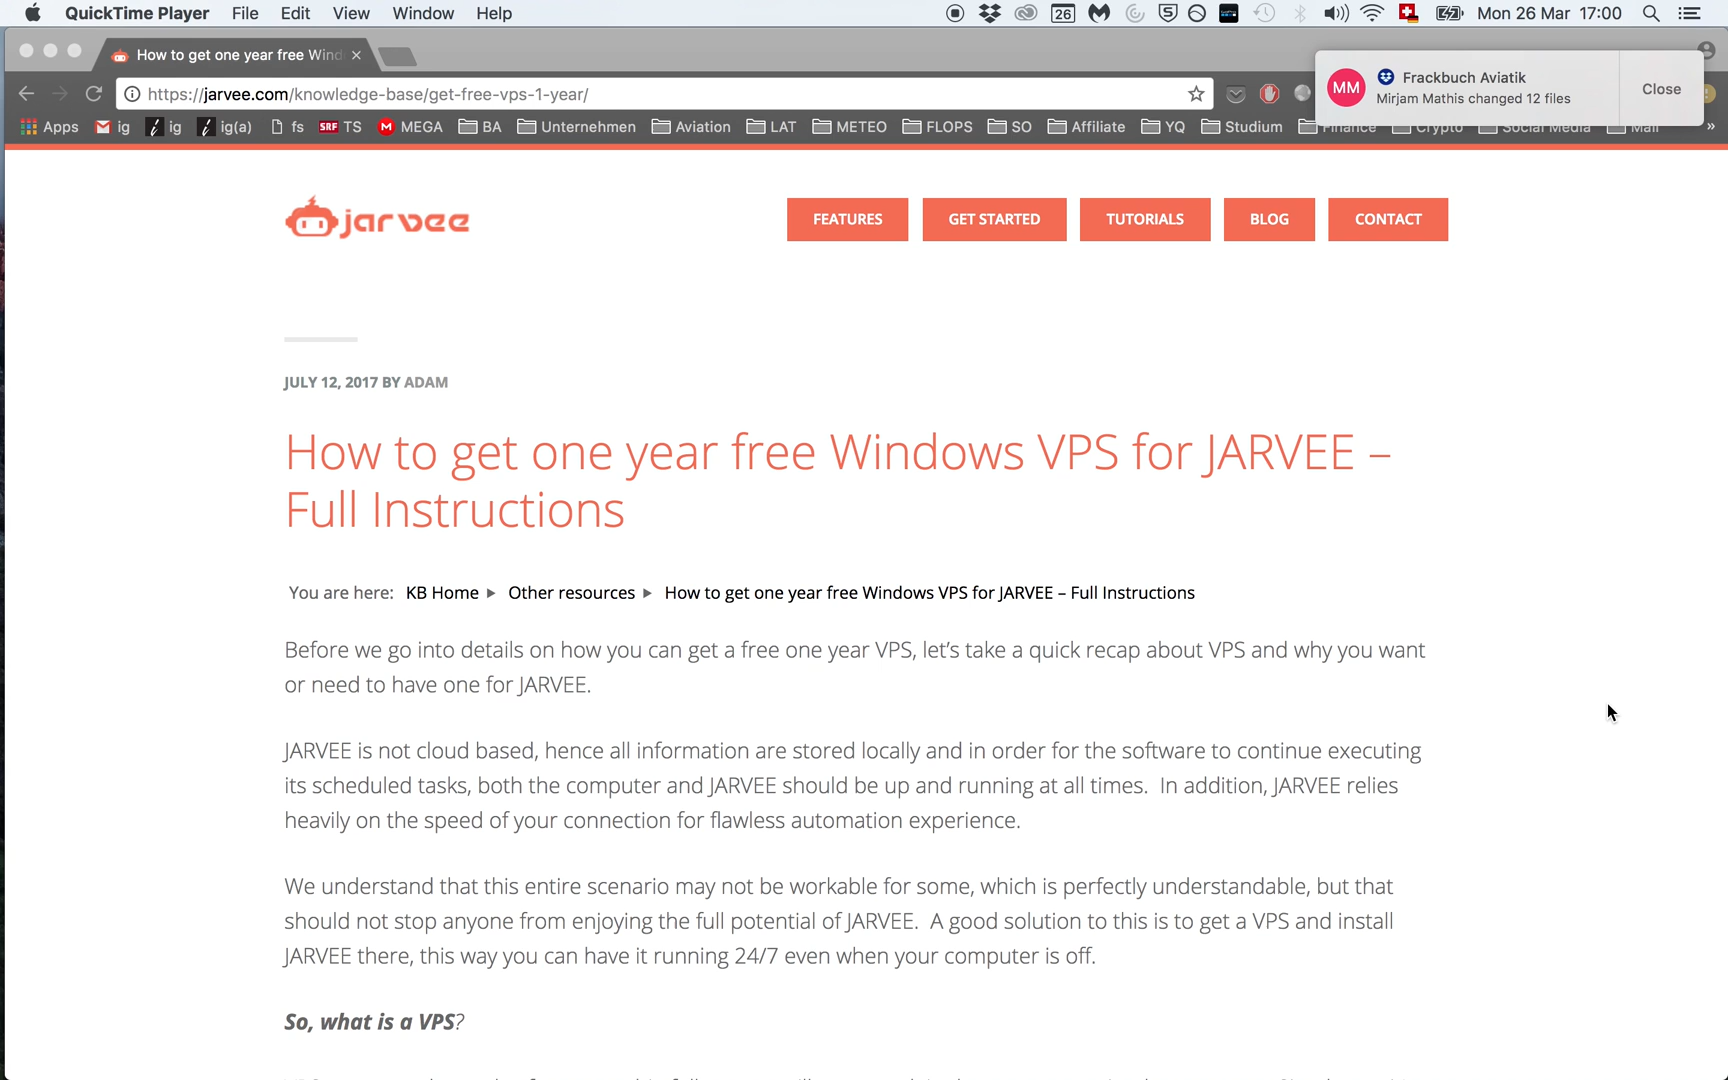 QuickTime Player File Edit View Window Help 26 Mon 26 Mar 17:00
How to get one year free Wind
Frackbuch Aviatik
MM
Mirjam Mathis changed 12 files
Close
https://jarvee.com/knowledge-base/get-free-vps-1-year/
Apps ig ig ig(a) fs SRF TS MEGA BA Unternehmen Aviation LAT METEO FLOPS SO Affiliate YQ Studium Finance Crypto Social Media Mail »
jarvee
FEATURES GET STARTED TUTORIALS BLOG CONTACT
JULY 12, 2017 BY ADAM
How to get one year free Windows VPS for JARVEE –
Full Instructions
You are here: KB Home Other resources How to get one year free Windows VPS for JARVEE – Full Instructions
Before we go into details on how you can get a free one year VPS, let’s take a quick recap about VPS and why you want
or need to have one for JARVEE.
JARVEE is not cloud based, hence all information are stored locally and in order for the software to continue executing
its scheduled tasks, both the computer and JARVEE should be up and running at all times. In addition, JARVEE relies
heavily on the speed of your connection for flawless automation experience.
We understand that this entire scenario may not be workable for some, which is perfectly understandable, but that
should not stop anyone from enjoying the full potential of JARVEE. A good solution to this is to get a VPS and install
JARVEE there, this way you can have it running 24/7 even when your computer is off.
So, what is a VPS?